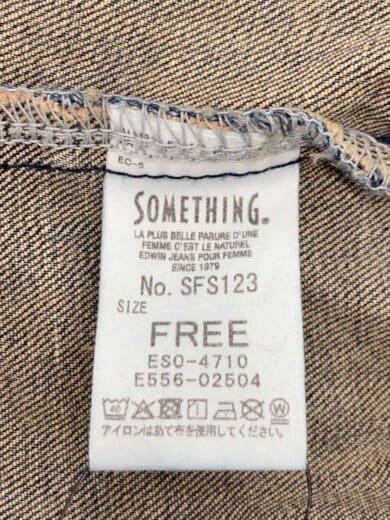 EC-5
SOMETHING.
LA PLUS BELLE PARURE D'UNE
FEMME C'EST LE NATUREL
EDWIN JEANS POUR FEMME
SINCE 1979
No. SFS123
SIZE
FREE
ESO-4710
E556-02504
40 W
アイロンはあて布を使用してください。